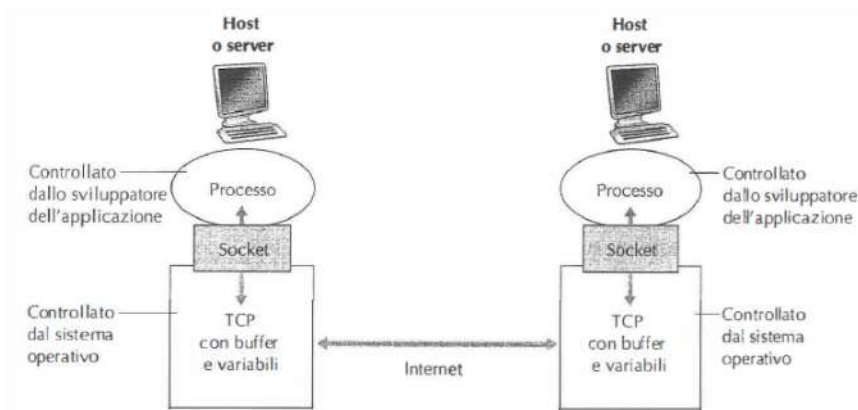 Host
o server
Host
o server
Controllato
dallo sviluppatore
dell'applicazione
Processo
Processo
Controllato
dallo sviluppatore
dell'applicazione
Socket
Socket
Controllato
dal sistema
operativo
TCP
con buffer
e variabili
Internet
TCP
con buffer
e variabili
Controllato
dal sistema
operativo